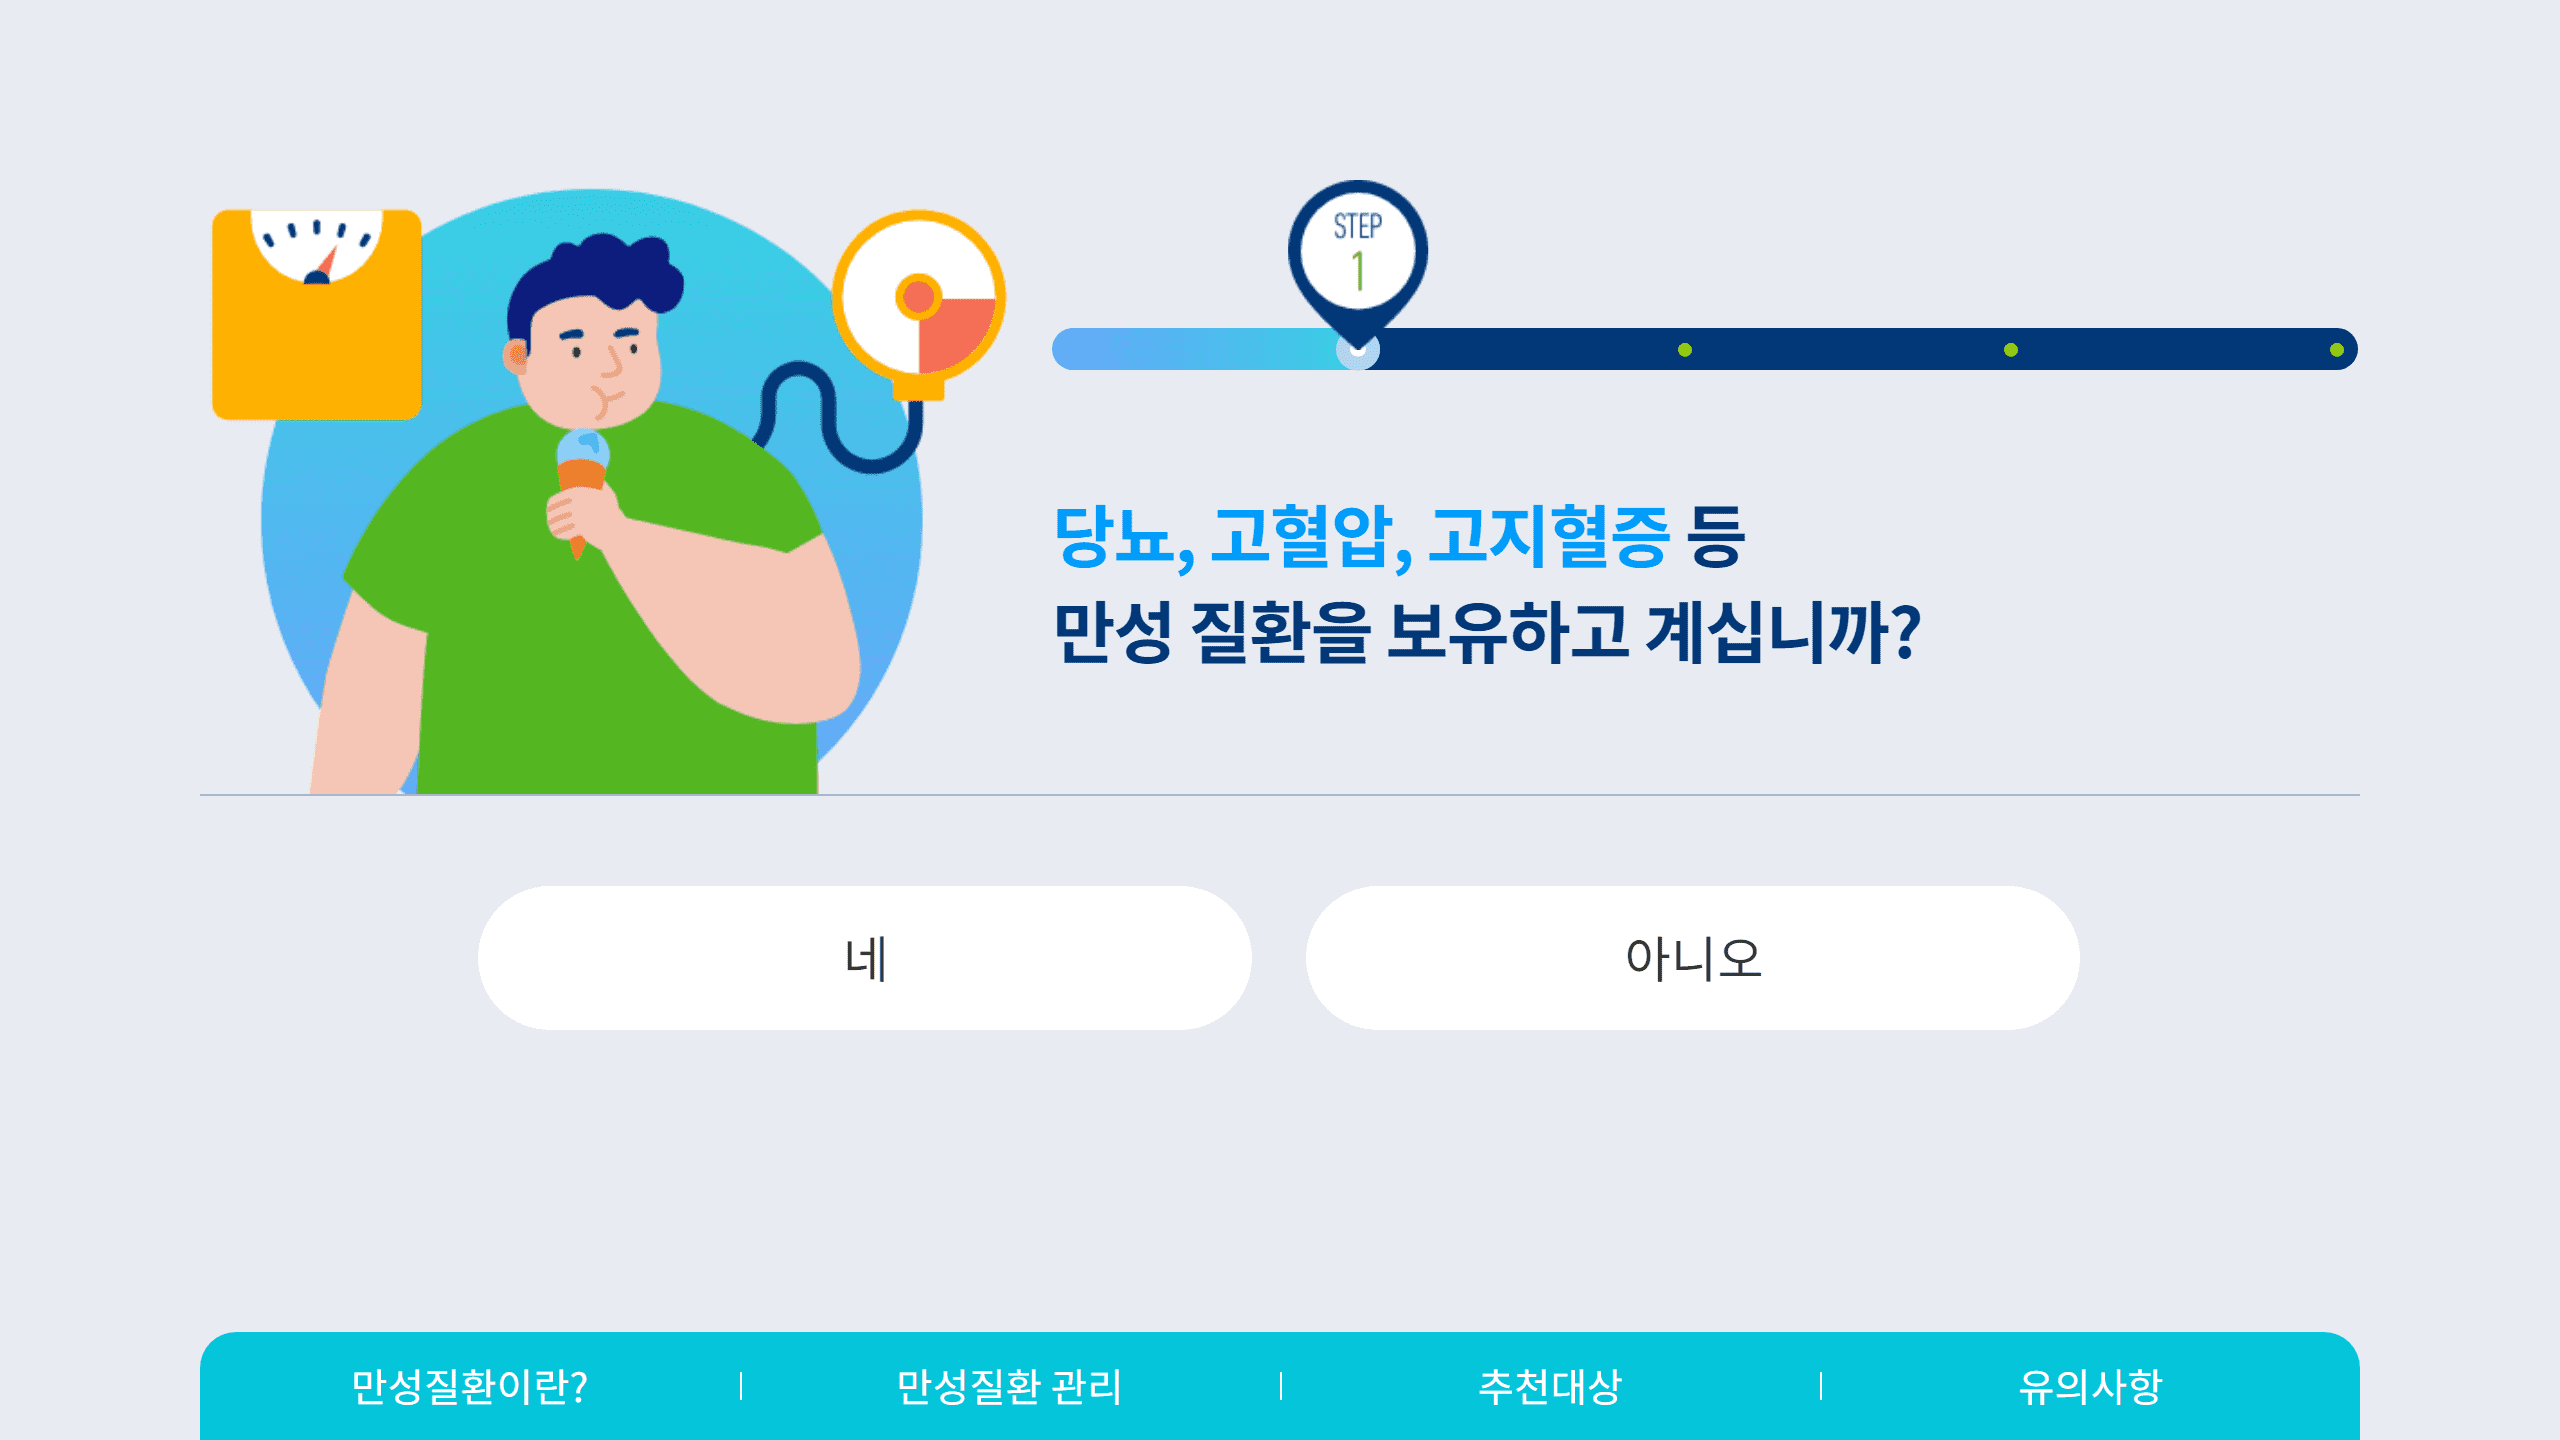 STEP
1
당뇨, 고혈압, 고지혈증 등
만성 질환을 보유하고 계십니까?
네
아니오
만성질환이란?
만성질환 관리
추천대상
유의사항